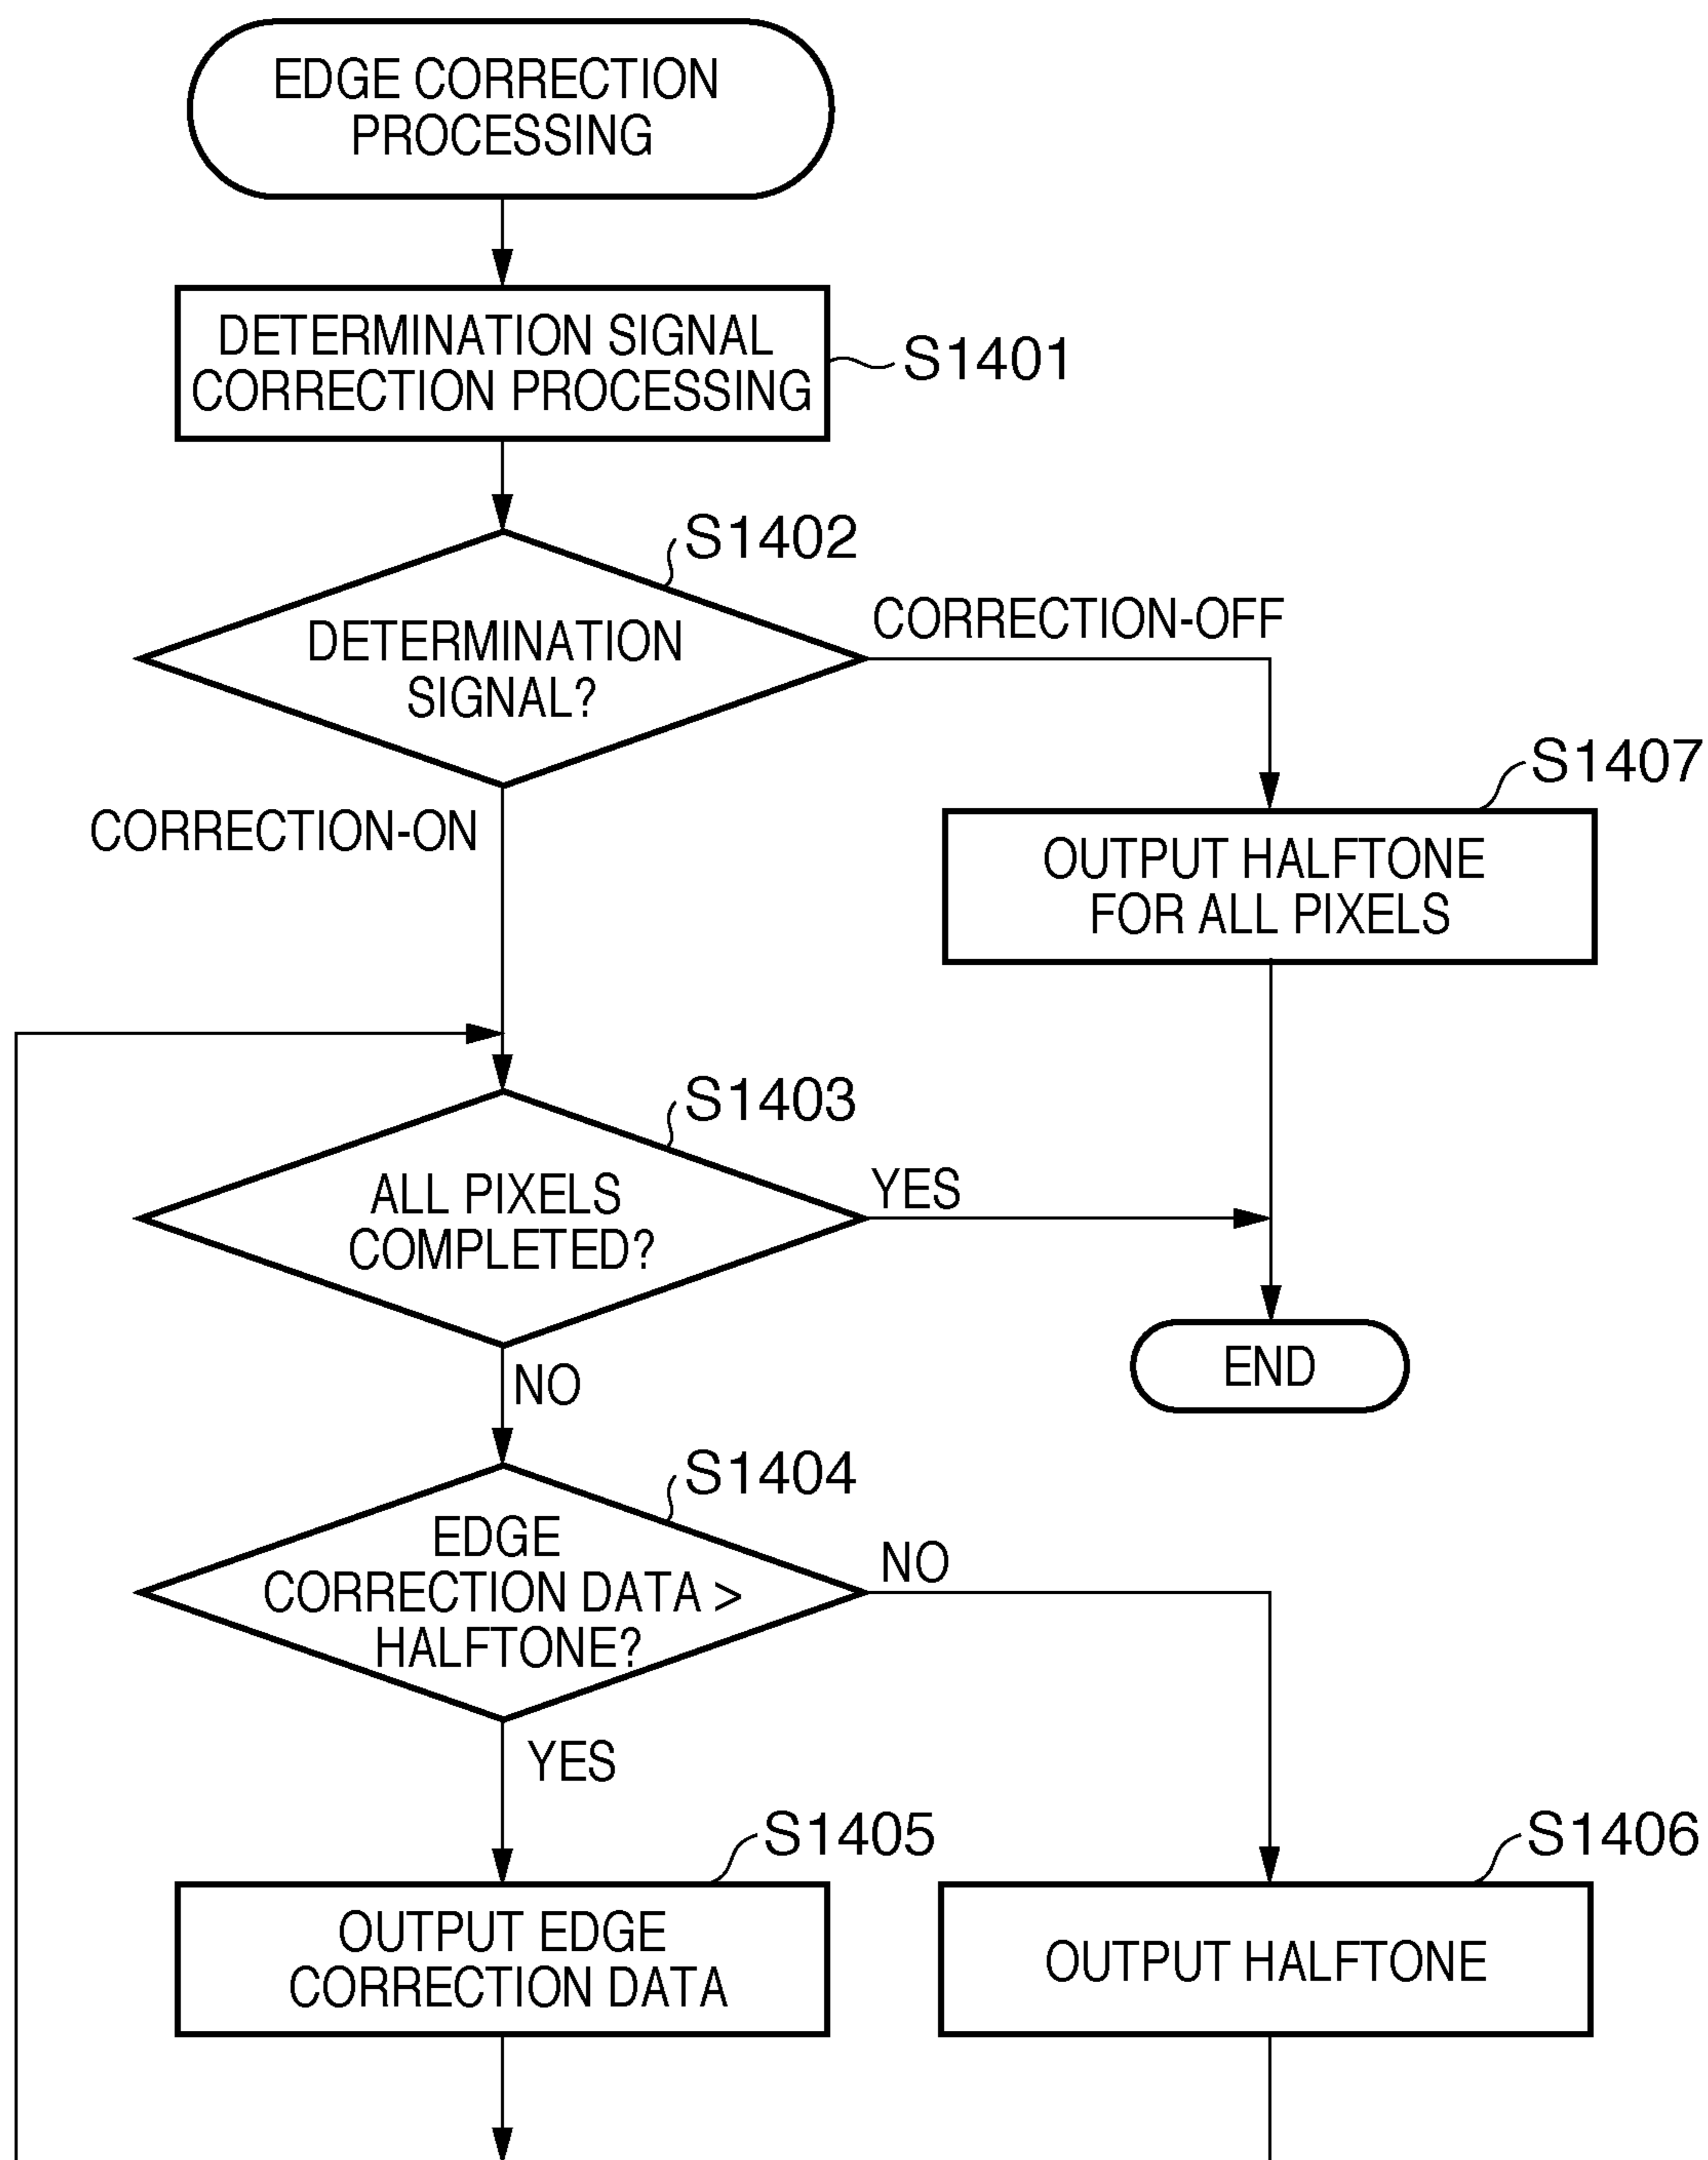 EDGE CORRECTION
PROCESSING
DETERMINATION SIGNAL
CORRECTION PROCESSING
S1401
S1402
DETERMINATION
SIGNAL?
CORRECTION-OFF
CORRECTION-ON
S1407
OUTPUT HALFTONE
FOR ALL PIXELS
S1403
ALL PIXELS
COMPLETED?
YES
NO
END
S1404
EDGE
CORRECTION DATA >
HALFTONE?
NO
YES
S1405
OUTPUT EDGE
CORRECTION DATA
S1406
OUTPUT HALFTONE